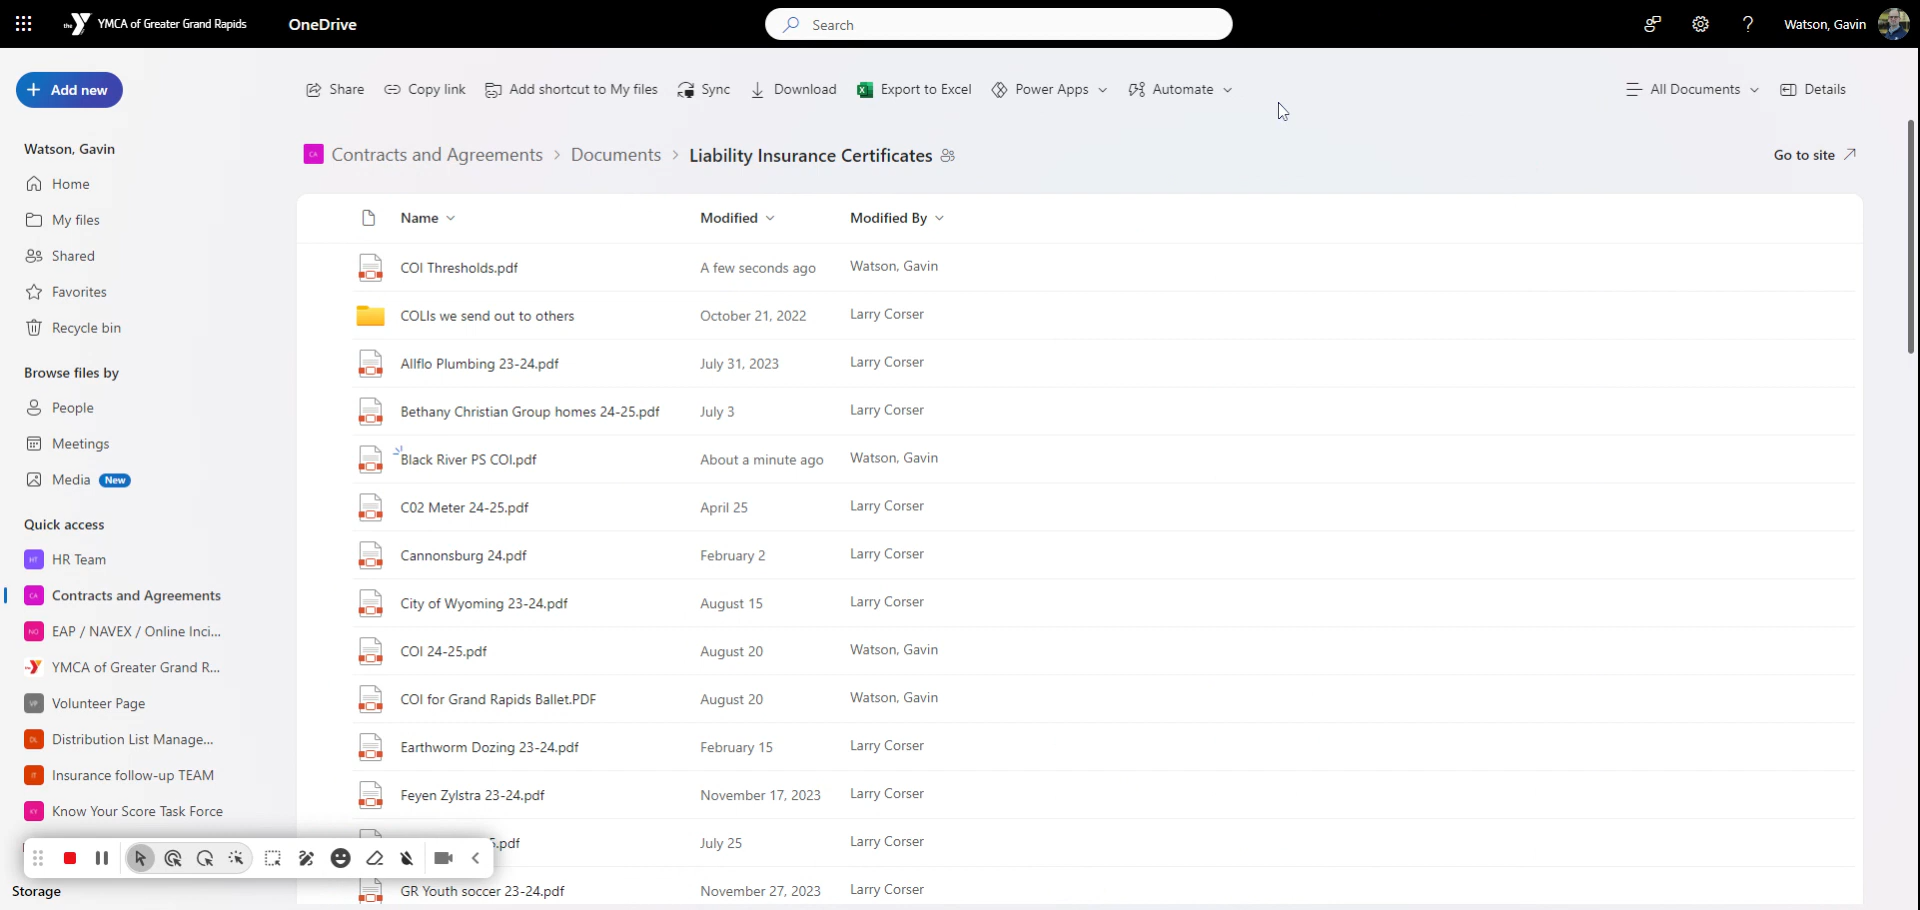 the YMCA of Greater Grand Rapids
OneDrive
Search
Watson, Gavin
Add new
Share
Copy link
Add shortcut to My files
Sync
Download
Export to Excel
Power Apps
Automate
All Documents
Details
Watson, Gavin
Home
My files
Shared
Favorites
Recycle bin
Browse files by
People
Meetings
Media New
Quick access
HT HR Team
CA Contracts and Agreements
NO EAP / NAVEX / Online Inci...
YMCA of Greater Grand R...
VP Volunteer Page
DL Distribution List Manage...
IT Insurance follow-up TEAM
KY Know Your Score Task Force
Storage
CA Contracts and Agreements > Documents > Liability Insurance Certificates
Go to site
Name Modified Modified By
COI Thresholds.pdf A few seconds ago Watson, Gavin
COLIs we send out to others October 21, 2022 Larry Corser
Allflo Plumbing 23-24.pdf July 31, 2023 Larry Corser
Bethany Christian Group homes 24-25.pdf July 3 Larry Corser
Black River PS COI.pdf About a minute ago Watson, Gavin
C02 Meter 24-25.pdf April 25 Larry Corser
Cannonsburg 24.pdf February 2 Larry Corser
City of Wyoming 23-24.pdf August 15 Larry Corser
COI 24-25.pdf August 20 Watson, Gavin
COI for Grand Rapids Ballet.PDF August 20 Watson, Gavin
Earthworm Dozing 23-24.pdf February 15 Larry Corser
Feyen Zylstra 23-24.pdf November 17, 2023 Larry Corser
.pdf July 25 Larry Corser
GR Youth soccer 23-24.pdf November 27, 2023 Larry Corser